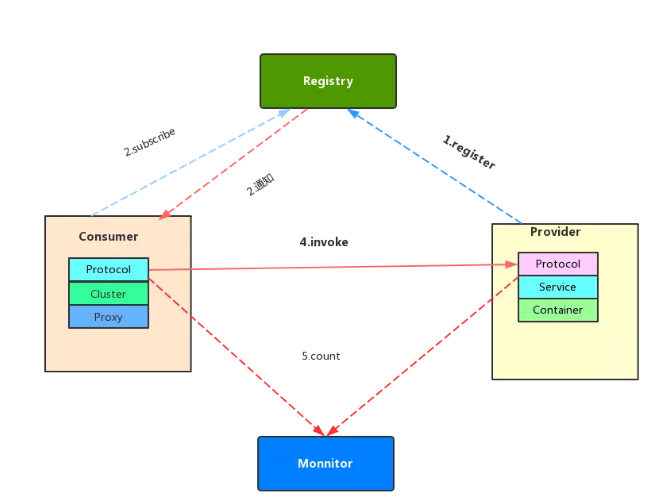 Registry
2.subscribe
1.register
2.通知
Consumer
4.invoke
Provider
Protocol
Cluster
Proxy
Protocol
Service
Container
5.count
Monnitor